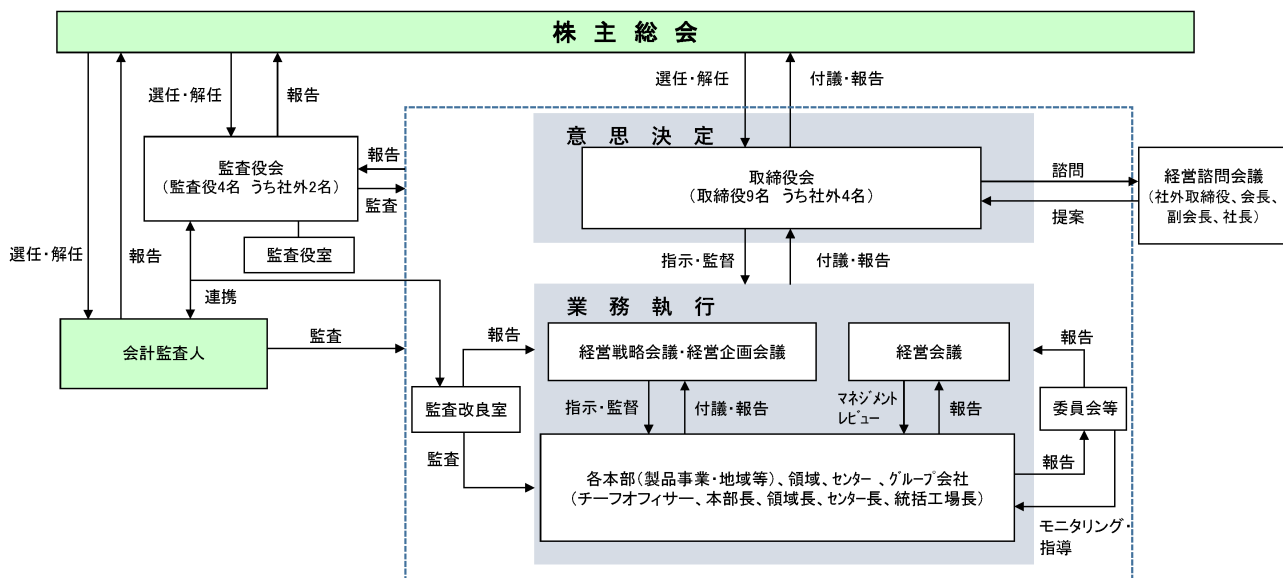 株主総会
選任・解任
報告
選任・解任
付議・報告
意思決定
監査役会
(監査役4名 うち社外2名)
報告
監査
取締役会
(取締役9名 うち社外4名)
諮問
提案
経営諮問会議
(社外取締役、会長、
副会長、社長)
監査役室
選任・解任
報告
指示・監督
付議・報告
連携
業務執行
会計監査人
監査
報告
経営戦略会議・経営企画会議
経営会議
報告
監査改良室
指示・監督
付議・報告
マネジメント
レビュー
報告
委員会等
監査
各本部(製品事業・地域等)、領域、センター、グループ会社
(チーフオフィサー、本部長、領域長、センター長、統括工場長)
報告
モニタリング・
指導